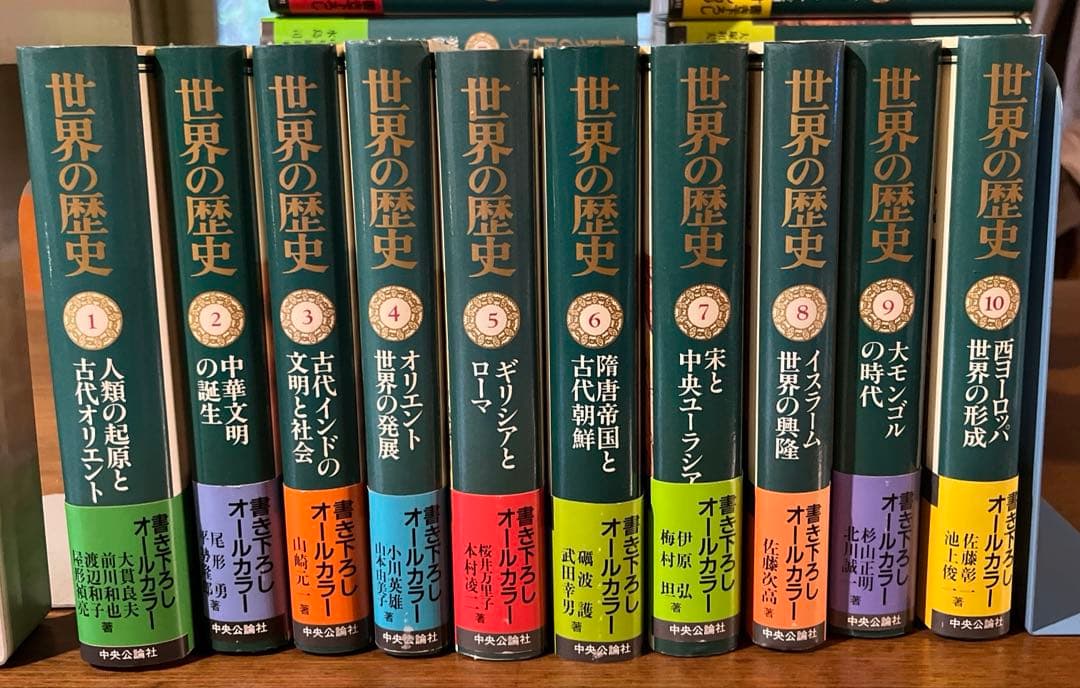 世界の歴史
1
人類の起原と
古代オリエント
書き下ろし
オールカラー
大貫良夫
前川和也
渡辺和子
屋形禎亮
著
中央公論社
世界の歴史
2
中華文明
の誕生
書き下ろし
オールカラー
尾形 勇
著
中央公論社
世界の歴史
3
古代インドの
文明と社会
書き下ろし
オールカラー
山崎元一
著
中央公論社
世界の歴史
4
オリエント
世界の発展
書き下ろし
オールカラー
小川英雄
山本由美子
著
中央公論社
世界の歴史
5
ギリシアと
ローマ
書き下ろし
オールカラー
桜井万里子
本村凌二
著
中央公論社
世界の歴史
6
隋唐帝国と
古代朝鮮
書き下ろし
オールカラー
礪波 護
武田幸男
著
中央公論社
世界の歴史
7
宋と
中央ユーラシア
書き下ろし
オールカラー
伊原 弘
梅村 坦
著
中央公論社
世界の歴史
8
イスラーム
世界の興隆
書き下ろし
オールカラー
佐藤次高
著
中央公論社
世界の歴史
9
大モンゴル
の時代
書き下ろし
オールカラー
杉山正明
北川誠一
著
中央公論社
世界の歴史
10
西ヨーロッパ
世界の形成
書き下ろし
オールカラー
佐藤彰一
池上俊一
著
中央公論社